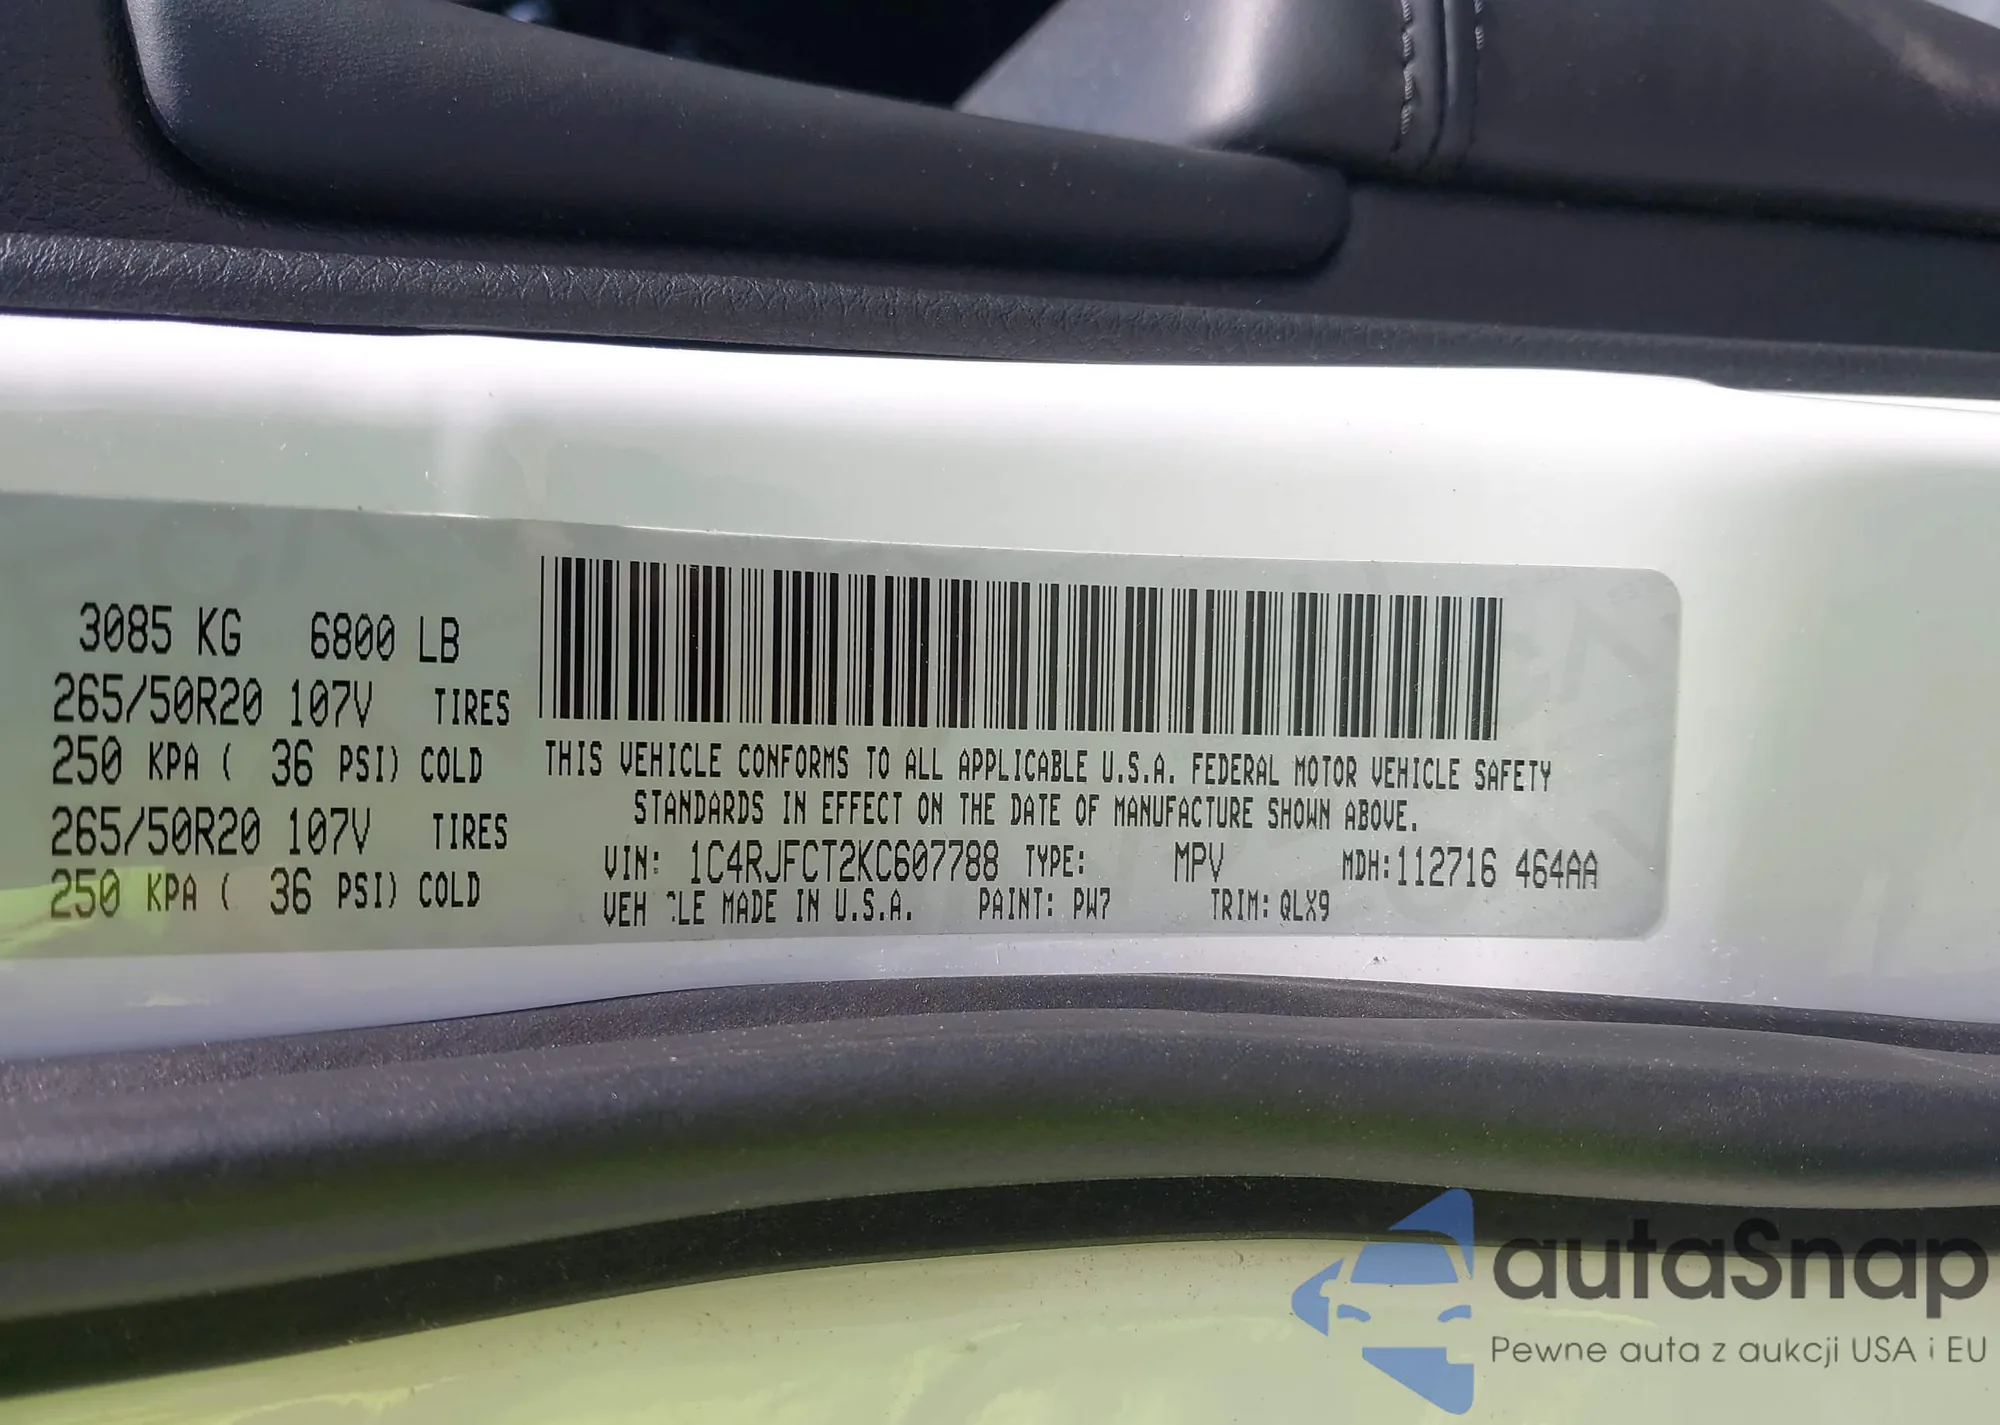 3085 KG 6800 LB
265/50R20 107V TIRES
250 KPA ( 36 PSI) COLD
265/50R20 107V TIRES
250 KPA ( 36 PSI) COLD
THIS VEHICLE CONFORMS TO ALL APPLICABLE U.S.A. FEDERAL MOTOR VEHICLE SAFETY
STANDARDS IN EFFECT ON THE DATE OF MANUFACTURE SHOWN ABOVE.
VIN: 1C4RJFCT2KC607788 TYPE: MPV MDH:112716 464AA
VEH CLE MADE IN U.S.A. PAINT: PW7 TRIM: QLX9
autaSnap
Pewne auta z aukcji USA i EU